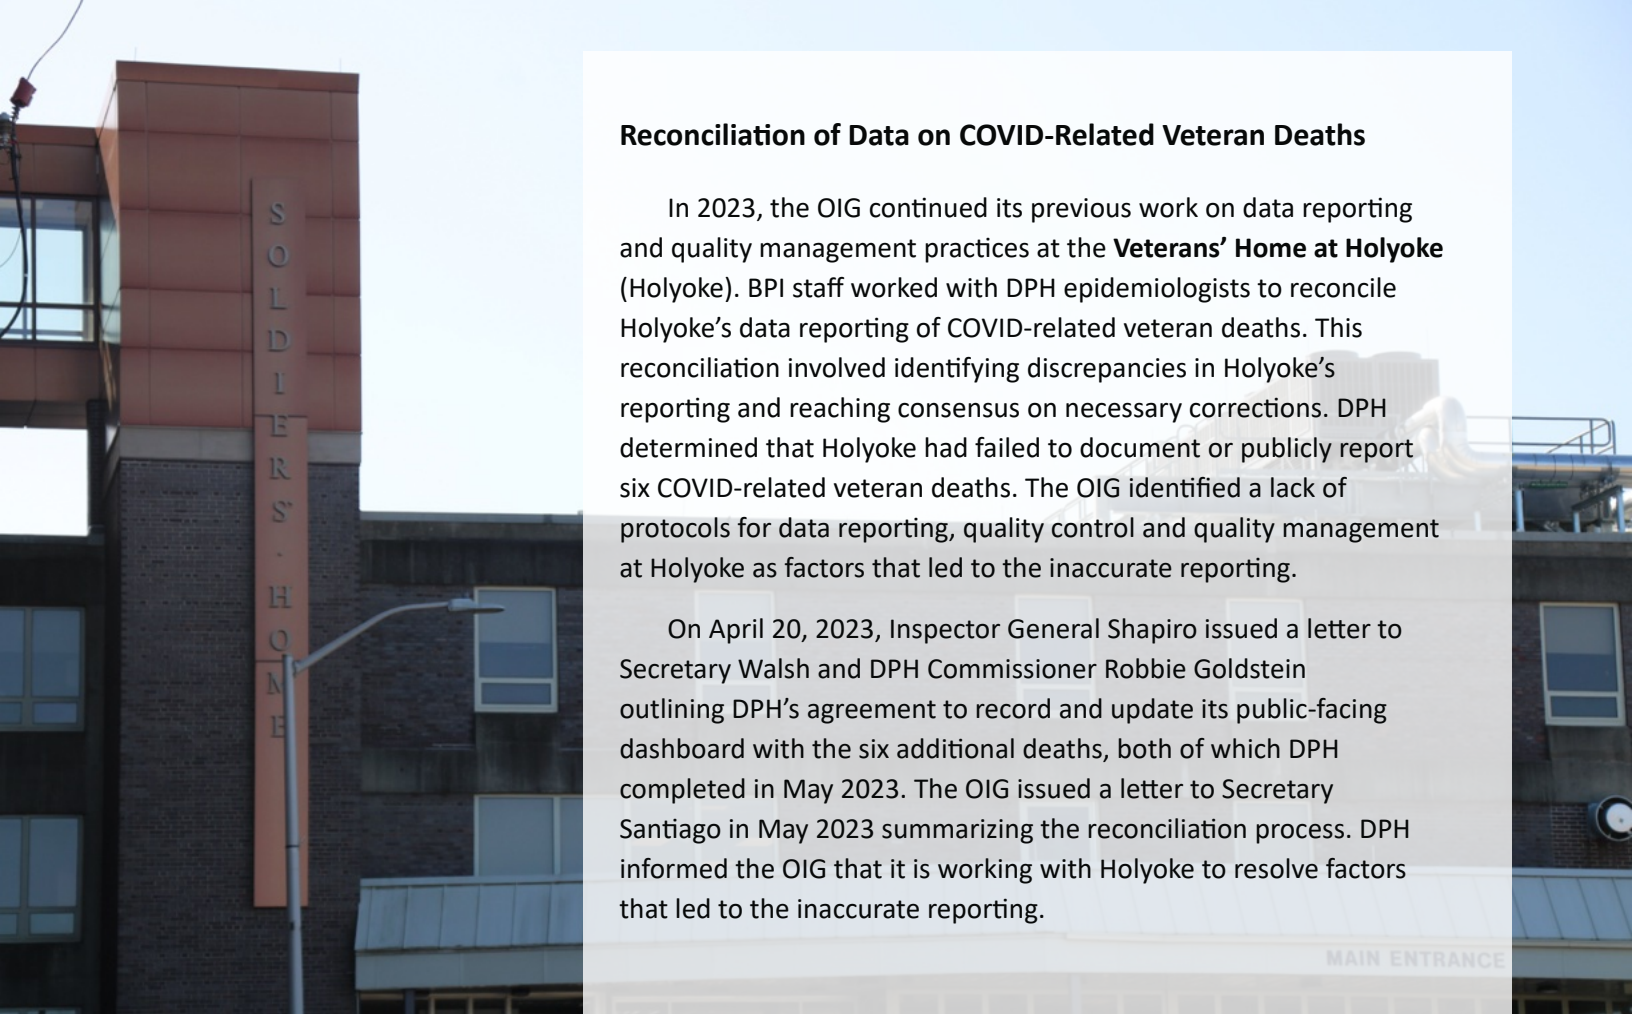 SOLDIERS' · HOME
Reconciliation of Data on COVID-Related Veteran Deaths
In 2023, the OIG continued its previous work on data reporting
and quality management practices at the Veterans’ Home at Holyoke
(Holyoke). BPI staff worked with DPH epidemiologists to reconcile
Holyoke’s data reporting of COVID-related veteran deaths. This
reconciliation involved identifying discrepancies in Holyoke’s
reporting and reaching consensus on necessary corrections. DPH
determined that Holyoke had failed to document or publicly report
six COVID-related veteran deaths. The OIG identified a lack of
protocols for data reporting, quality control and quality management
at Holyoke as factors that led to the inaccurate reporting.
On April 20, 2023, Inspector General Shapiro issued a letter to
Secretary Walsh and DPH Commissioner Robbie Goldstein
outlining DPH’s agreement to record and update its public-facing
dashboard with the six additional deaths, both of which DPH
completed in May 2023. The OIG issued a letter to Secretary
Santiago in May 2023 summarizing the reconciliation process. DPH
informed the OIG that it is working with Holyoke to resolve factors
that led to the inaccurate reporting.
MAIN ENTRANCE